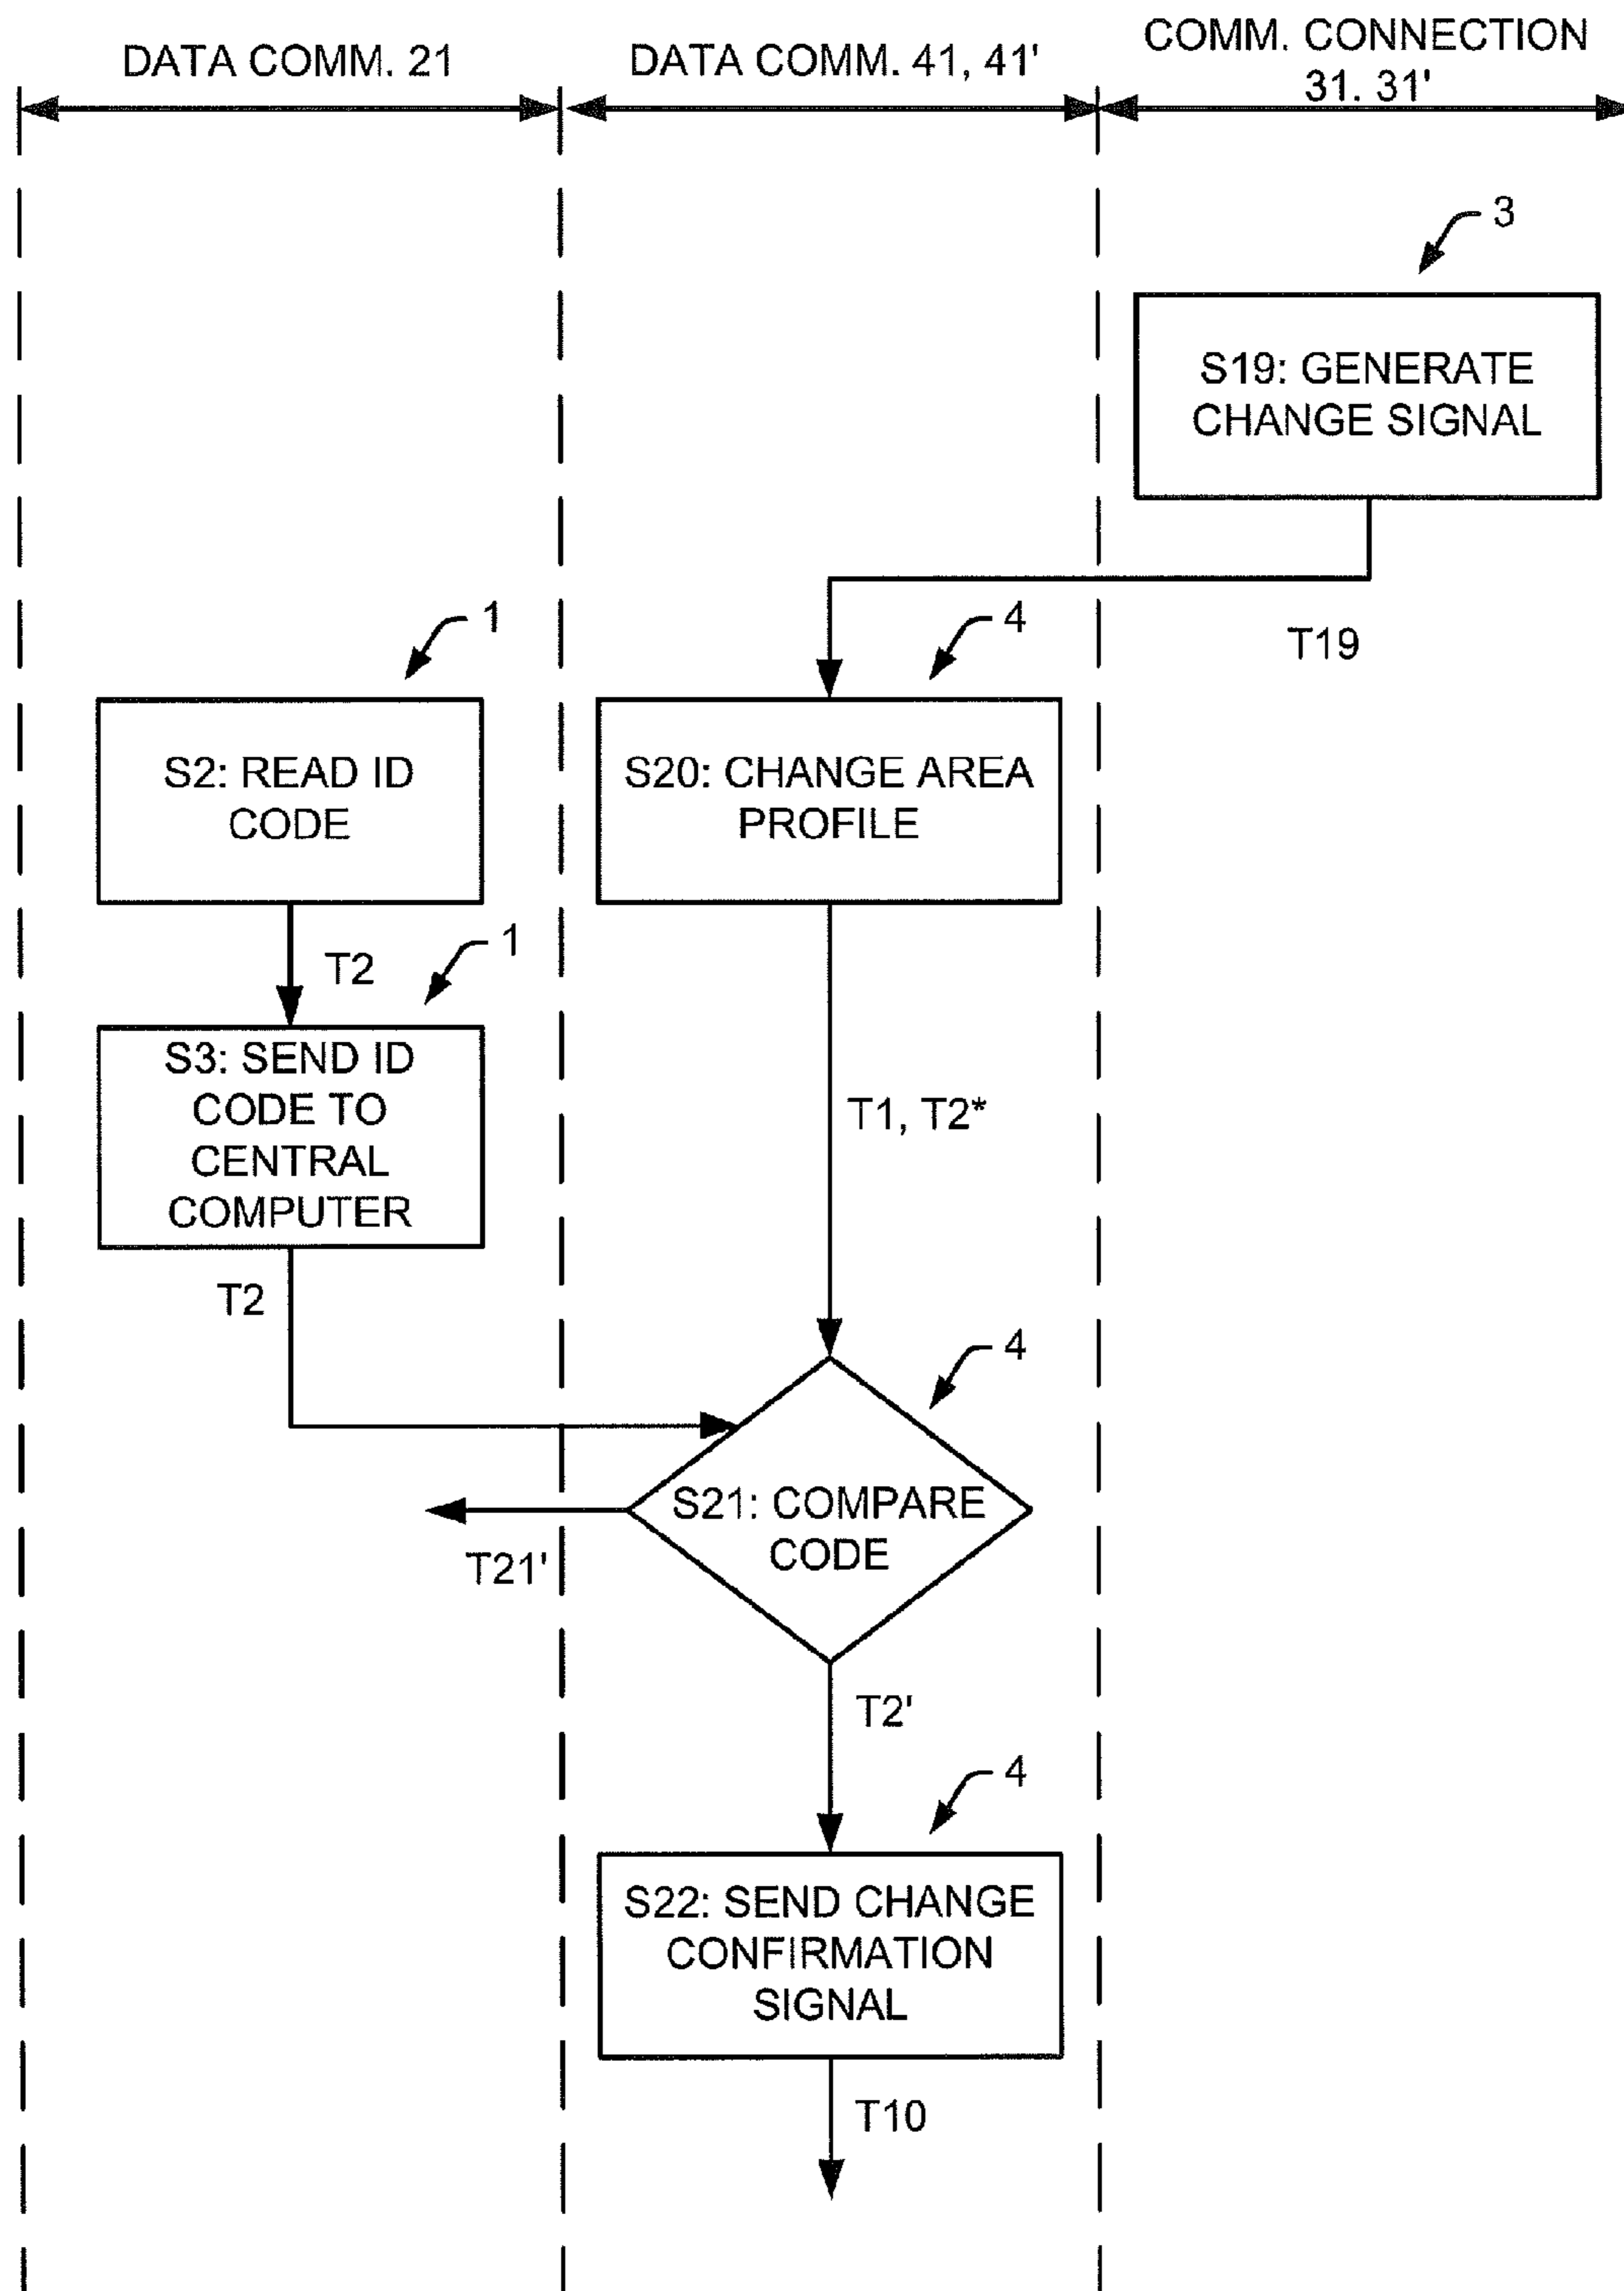 DATA COMM. 21
DATA COMM. 41, 41'
COMM. CONNECTION
31. 31'
3
S19: GENERATE
CHANGE SIGNAL
T19
1
4
S2: READ ID
CODE
S20: CHANGE AREA
PROFILE
T2
1
S3: SEND ID
CODE TO
CENTRAL
COMPUTER
T1, T2*
T2
4
S21: COMPARE
CODE
T21'
T2'
4
S22: SEND CHANGE
CONFIRMATION
SIGNAL
T10